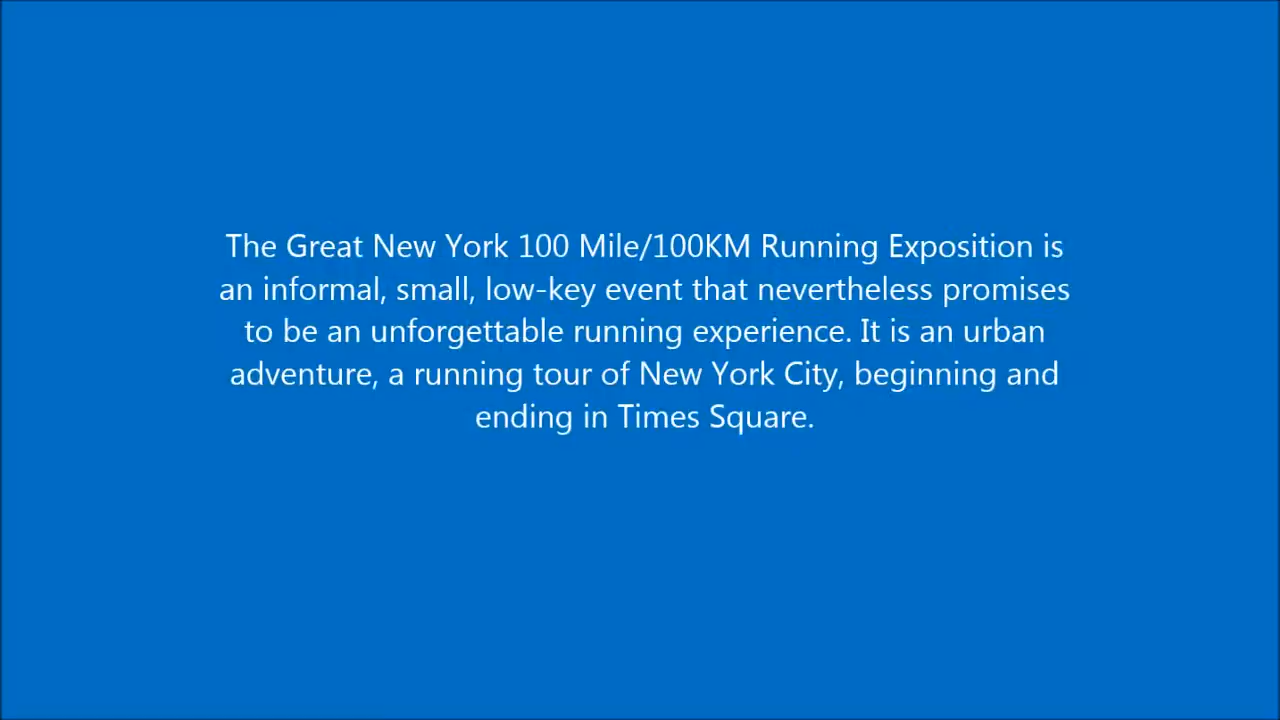 The Great New York 100 Mile/100KM Running Exposition is
an informal, small, low-key event that nevertheless promises
to be an unforgettable running experience. It is an urban
adventure, a running tour of New York City, beginning and
ending in Times Square.